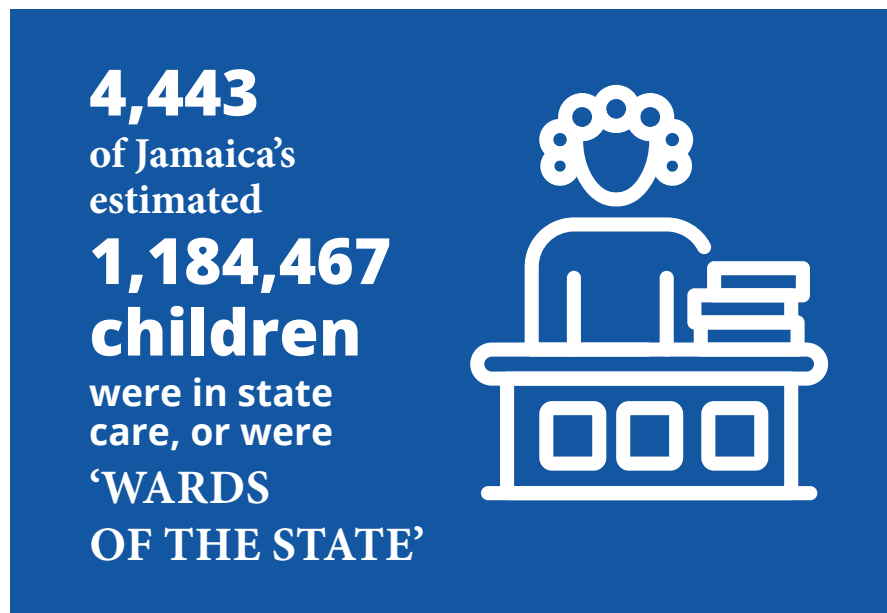 4,443
of Jamaica’s
estimated
1,184,467
children
were in state
care, or were
‘WARDS
OF THE STATE’